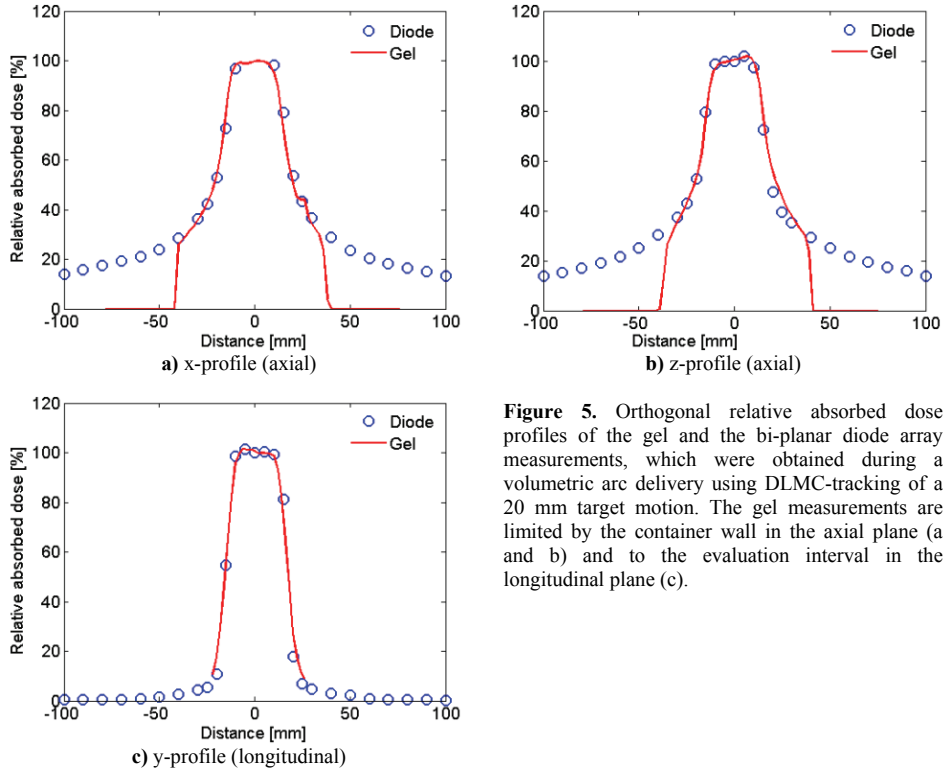 120
100
80
60
40
20
0
Relative absorbed dose [%]
Diode
Gel
-100 -50 0 50 100
Distance [mm]
a) x-profile (axial)
120
100
80
60
40
20
0
Relative absorbed dose [%]
Diode
Gel
-100 -50 0 50 100
Distance [mm]
b) z-profile (axial)
120
100
80
60
40
20
0
Relative absorbed dose [%]
Diode
Gel
-100 -50 0 50 100
Distance [mm]
c) y-profile (longitudinal)
Figure 5. Orthogonal relative absorbed dose
profiles of the gel and the bi-planar diode array
measurements, which were obtained during a
volumetric arc delivery using DLMC-tracking of a
20 mm target motion. The gel measurements are
limited by the container wall in the axial plane (a
and b) and to the evaluation interval in the
longitudinal plane (c).